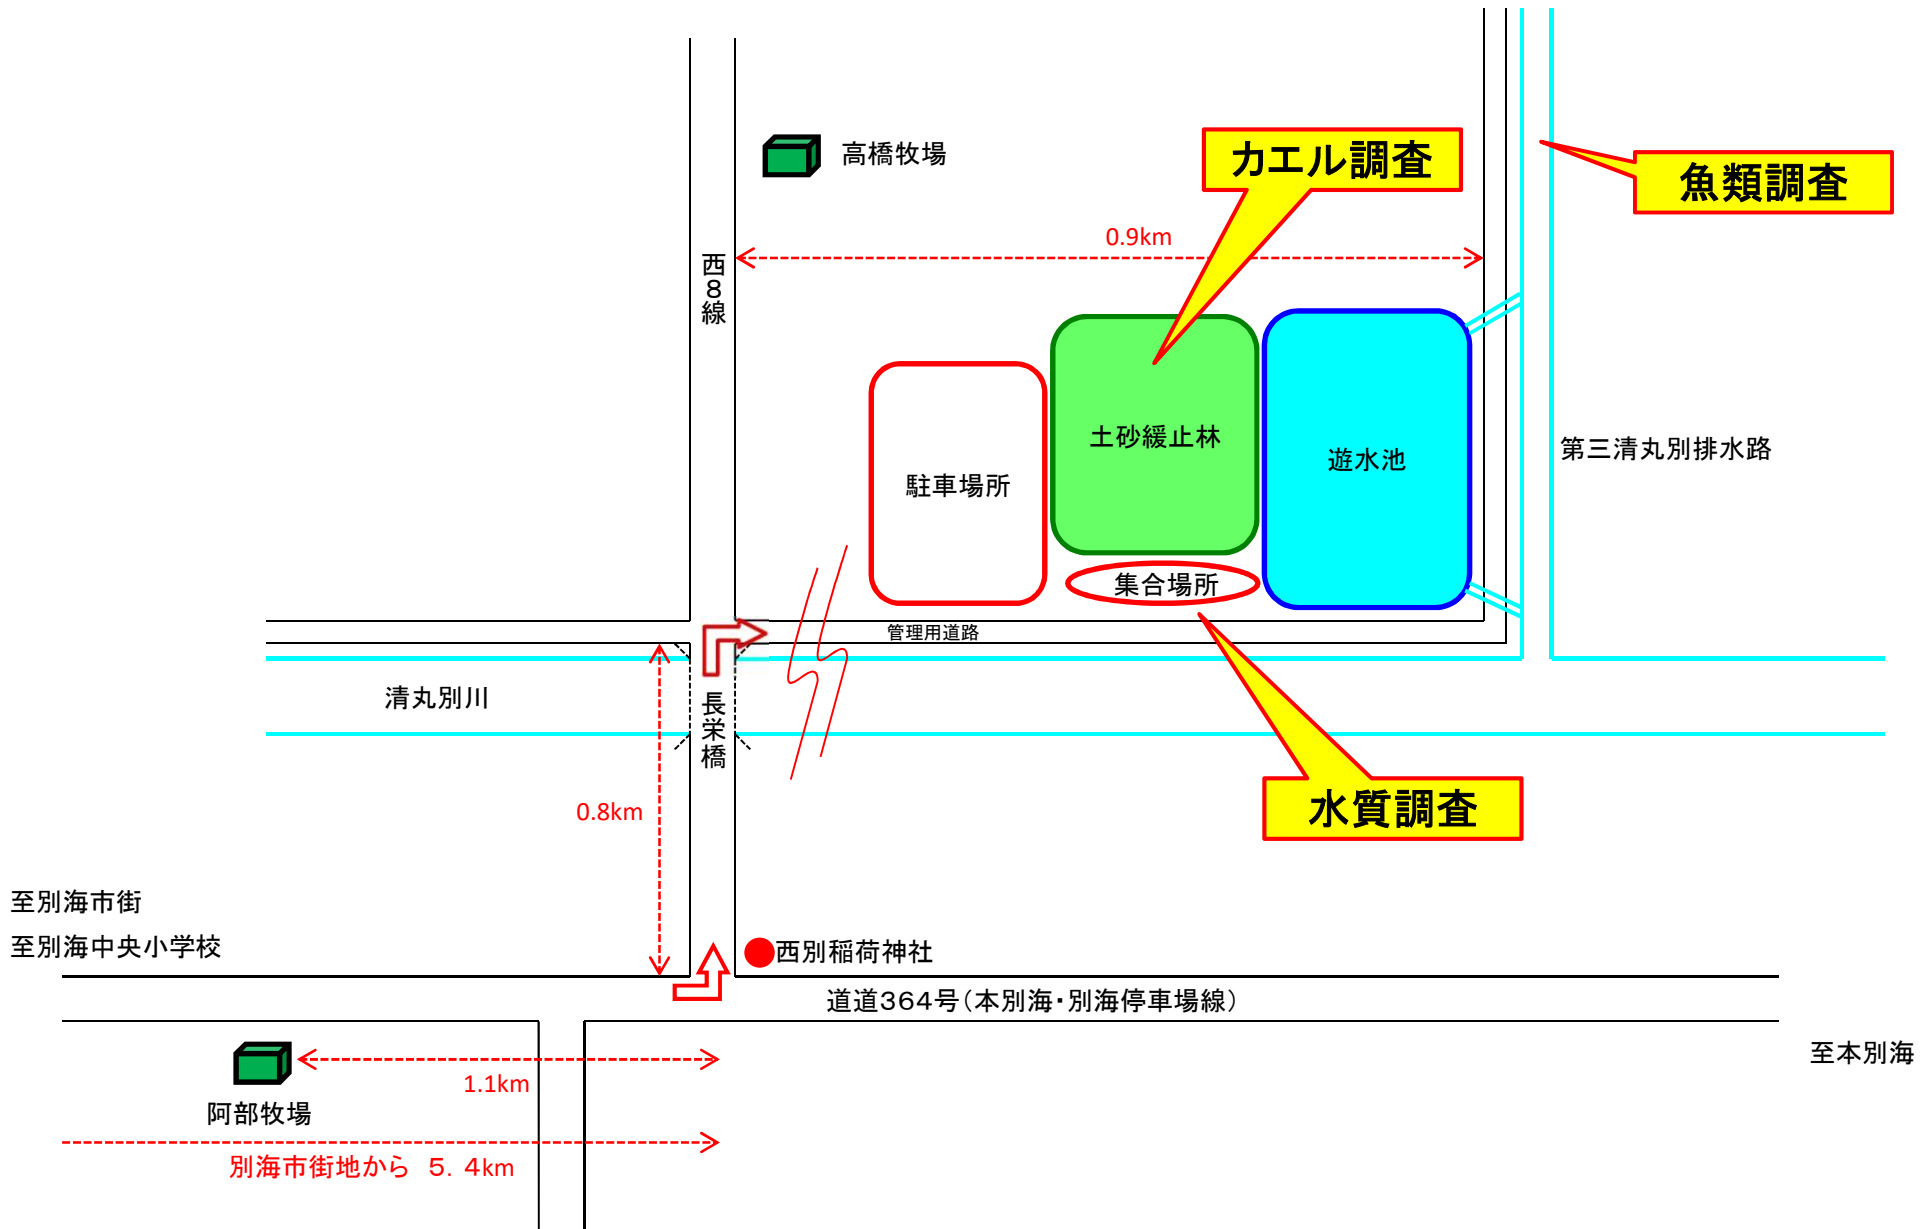 高橋牧場
カエル調査
魚類調査
0.9km
西8線
土砂緩止林
遊水池
第三清丸別排水路
駐車場所
集合場所
管理用道路
清丸別川
長栄橋
0.8km
水質調査
至別海市街
至別海中央小学校
西別稲荷神社
道道364号(本別海・別海停車場線)
至本別海
1.1km
阿部牧場
別海市街地から 5.4km